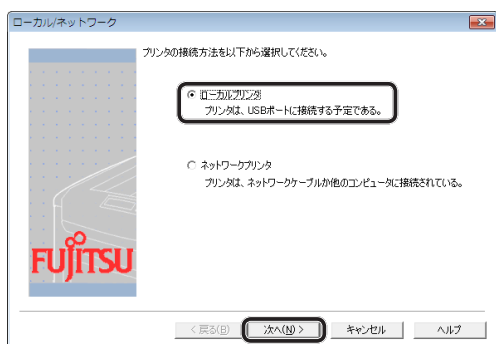 ローカル/ネットワーク
プリンタの接続方法を以下から選択してください。
ローカルプリンタ
プリンタは、USBポートに接続する予定である。
ネットワークプリンタ
プリンタは、ネットワークケーブルか他のコンピュータに接続されている。
FUJITSU
< 戻る(B)
次へ(N) >
キャンセル
ヘルプ